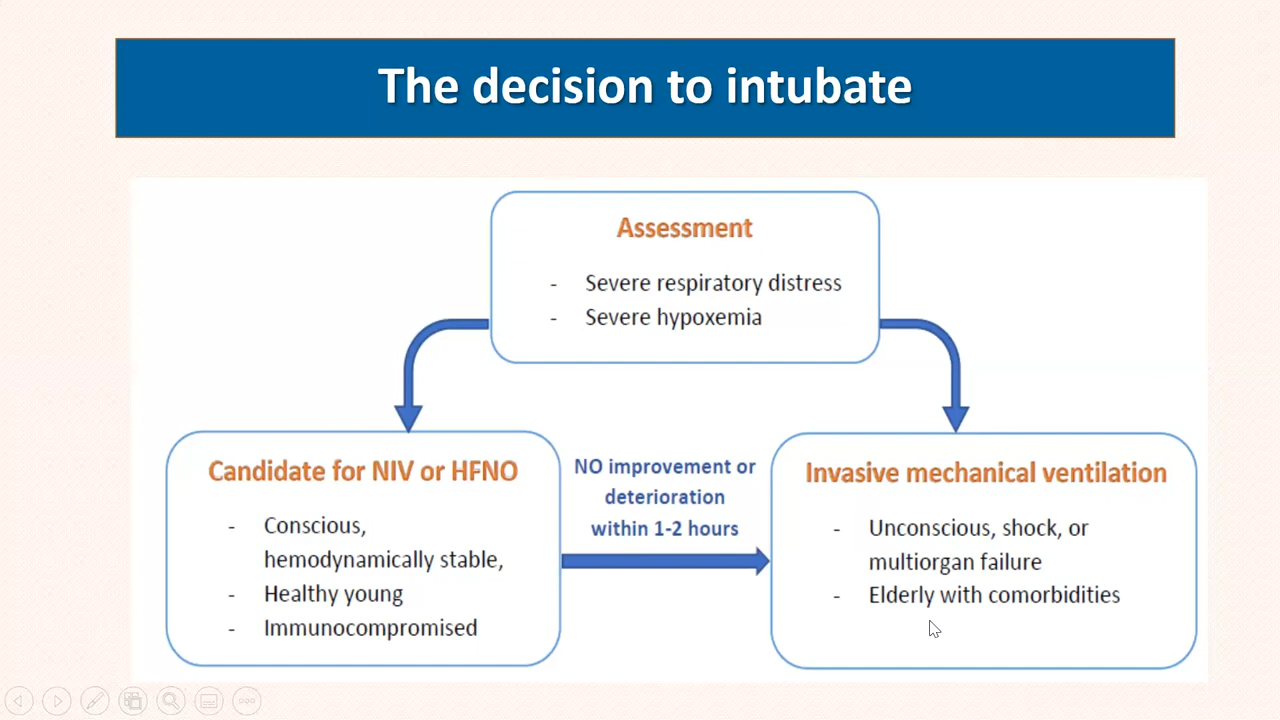 The decision to intubate
Assessment
- Severe respiratory distress
- Severe hypoxemia
Candidate for NIV or HFNO
- Conscious,
hemodynamically stable,
- Healthy young
- Immunocompromised
NO improvement or
deterioration
within 1-2 hours
Invasive mechanical ventilation
- Unconscious, shock, or
multiorgan failure
- Elderly with comorbidities